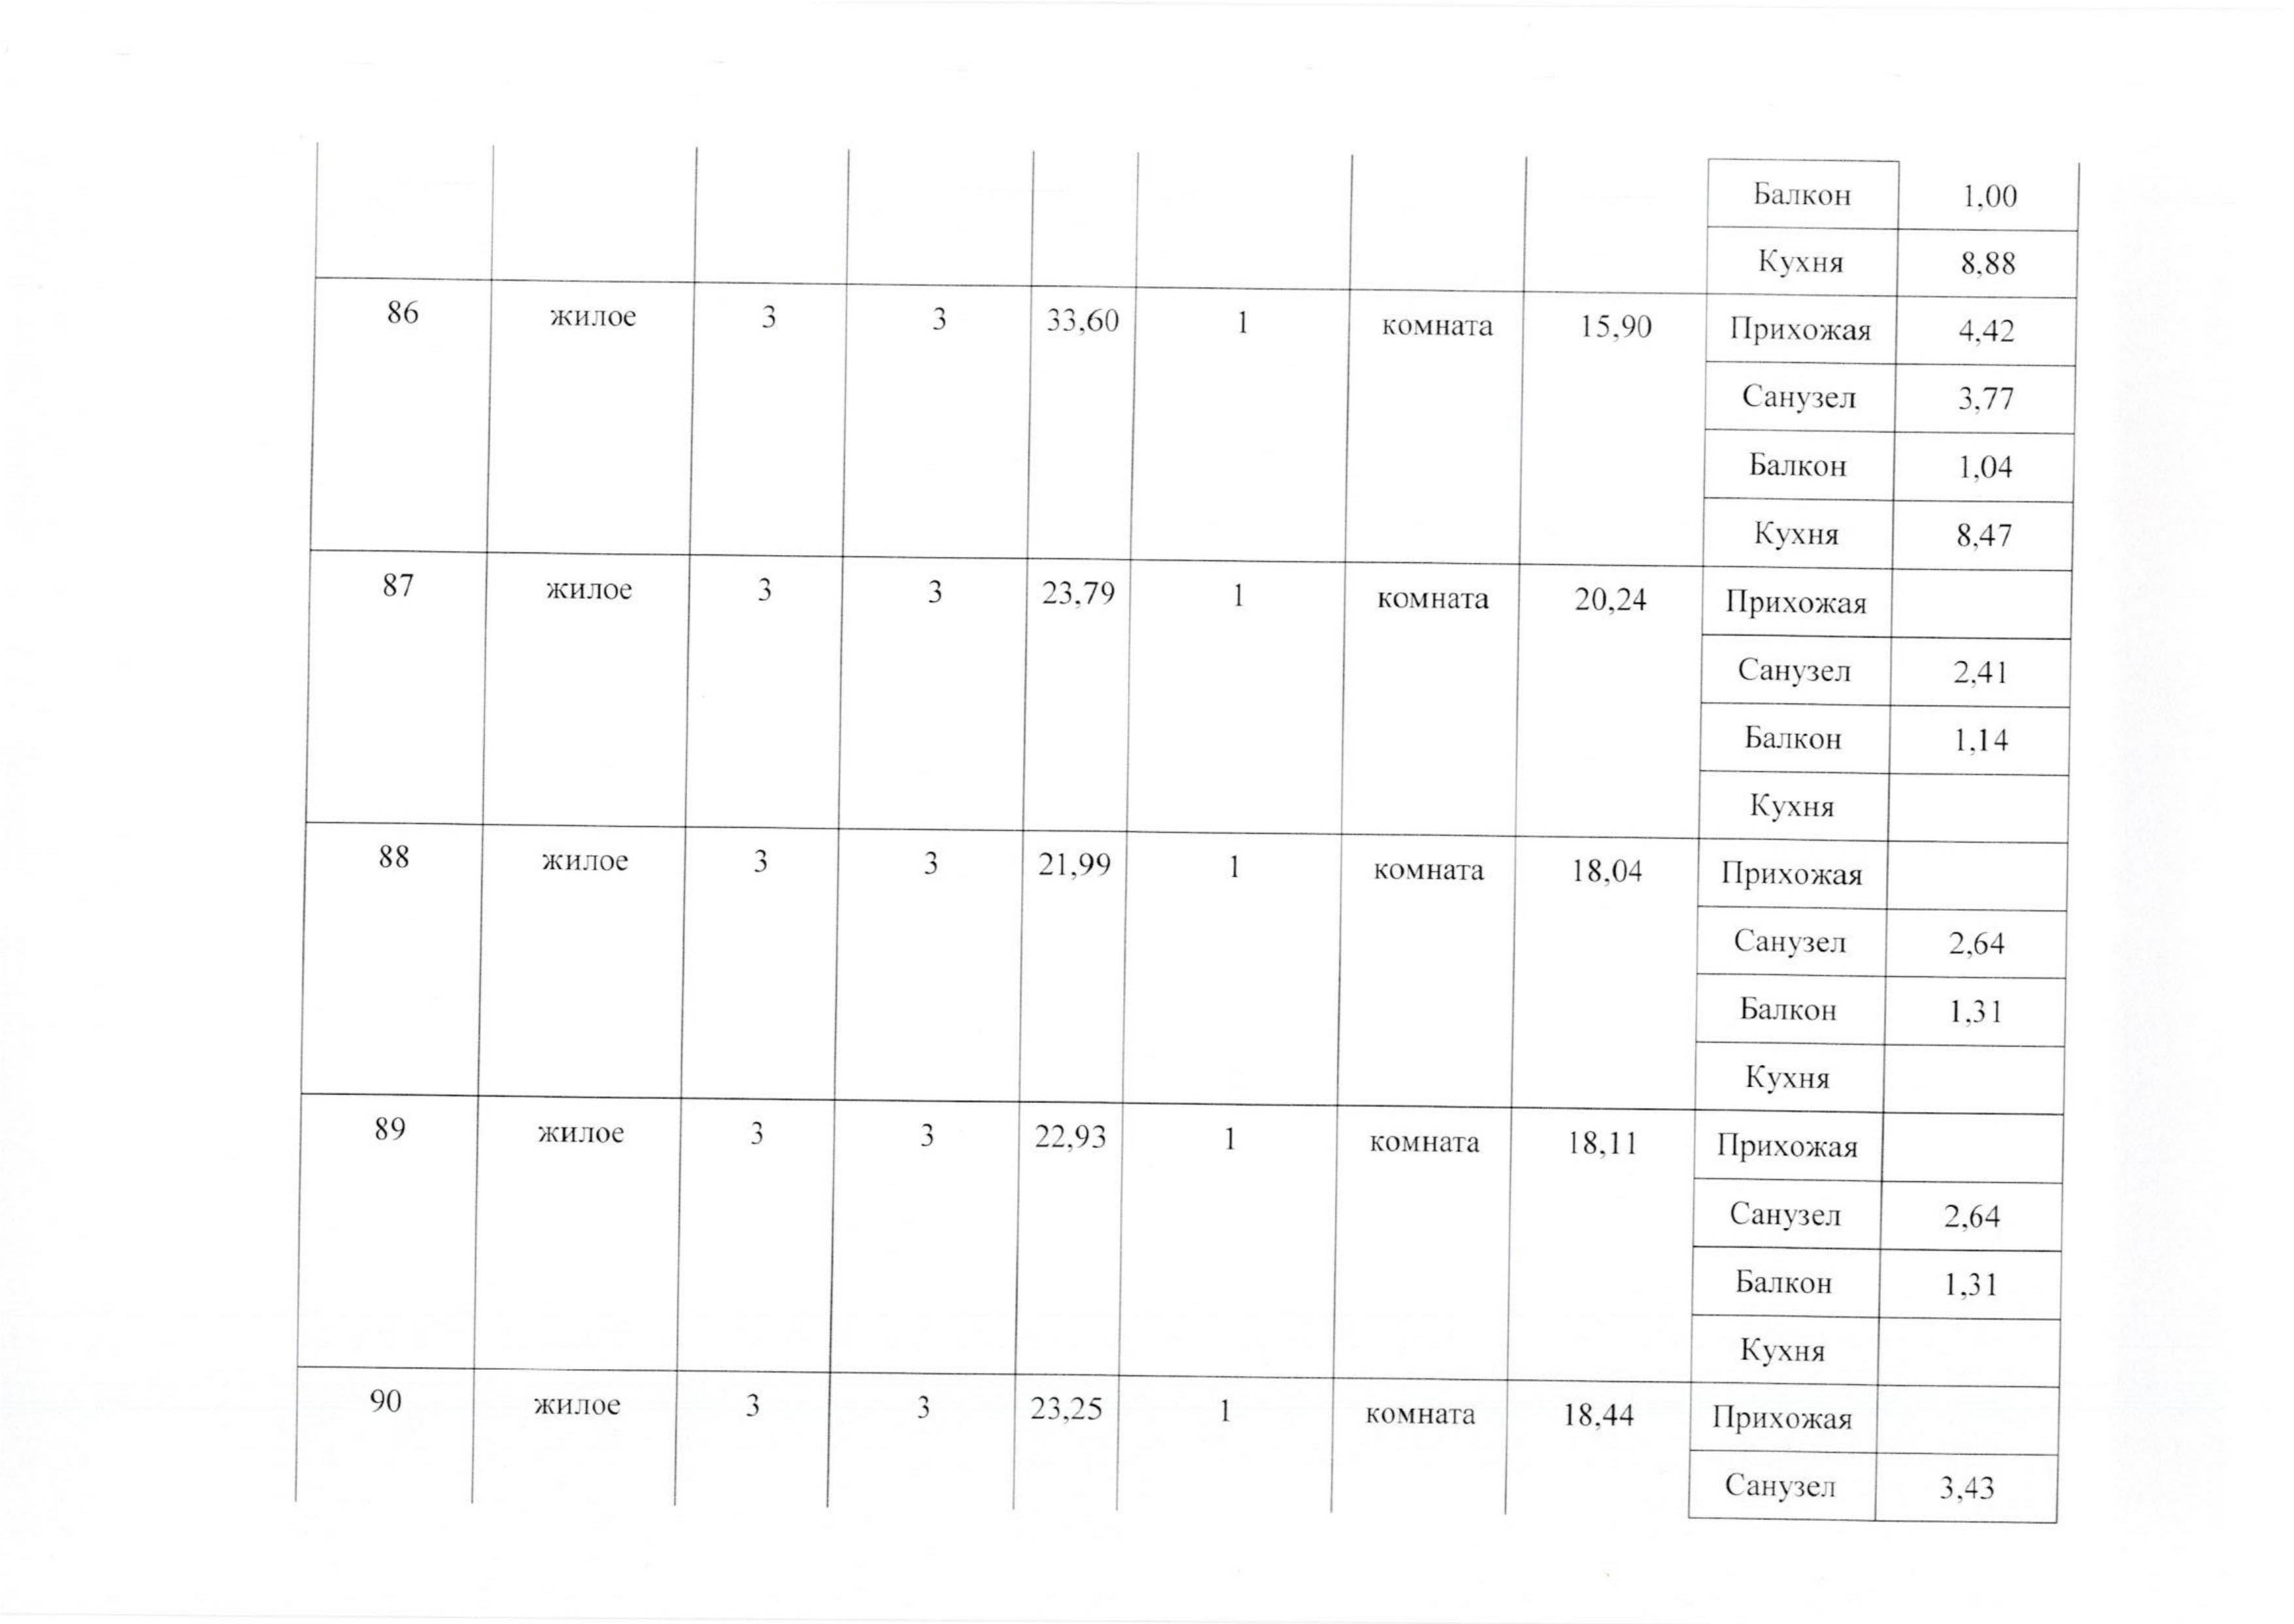 Балкон 1,00
Кухня 8,88
86 жилое 3 3 33,60 1 комната 15,90 Прихожая 4,42
Санузел 3,77
Балкон 1,04
Кухня 8,47
87 жилое 3 3 23,79 1 комната 20,24 Прихожая
Санузел 2,41
Балкон 1,14
Кухня
88 жилое 3 3 21,99 1 комната 18,04 Прихожая
Санузел 2,64
Балкон 1,31
Кухня
89 жилое 3 3 22,93 1 комната 18,11 Прихожая
Санузел 2,64
Балкон 1,31
Кухня
90 жилое 3 3 23,25 1 комната 18,44 Прихожая
Санузел 3,43